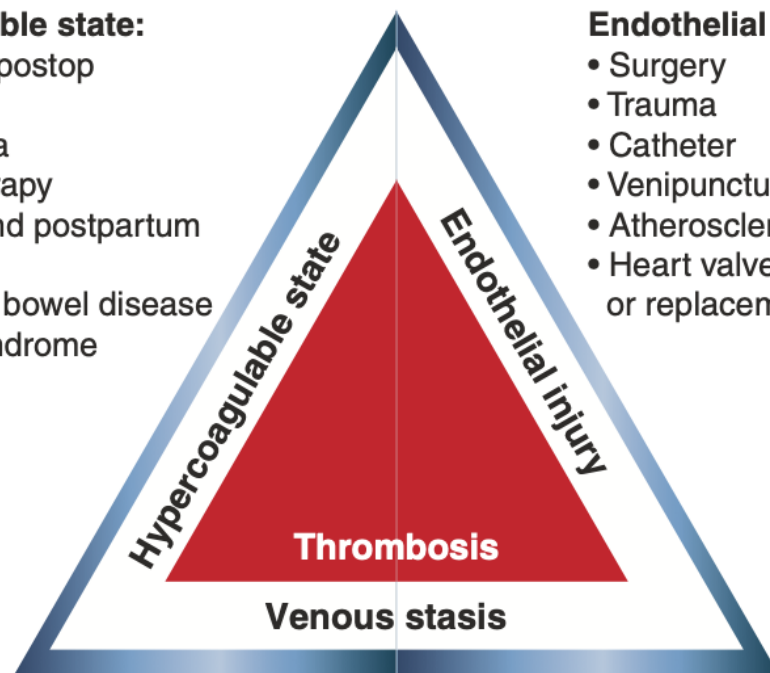 ble state:
postop
a
rapy
nd postpartum
bowel disease
ndrome
Endothelial
• Surgery
• Trauma
• Catheter
• Venipunctu
• Atheroscler
• Heart valve
or replacem
Hypercoagulable state
Endothelial injury
Thrombosis
Venous stasis